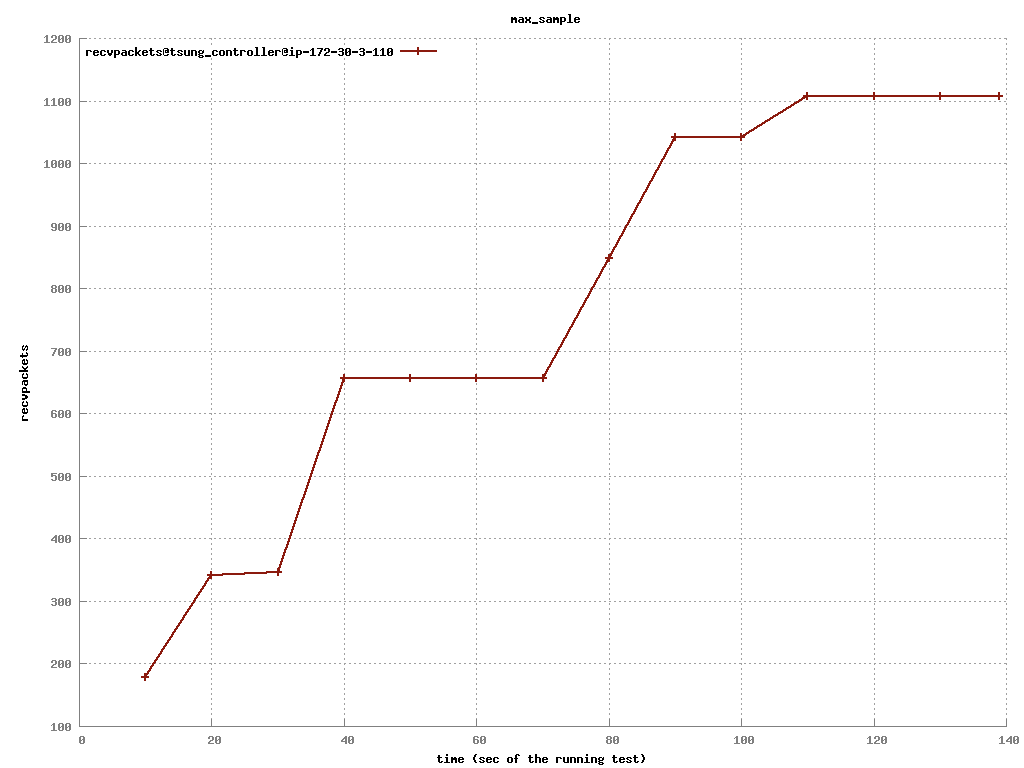 max_sample
1200
recvpackets@tsung_controller@ip-172-30-3-110
1100
1000
900
800
700
recvpackets
600
500
400
300
200
100
0 20 40 60 80 100 120 140
time (sec of the running test)